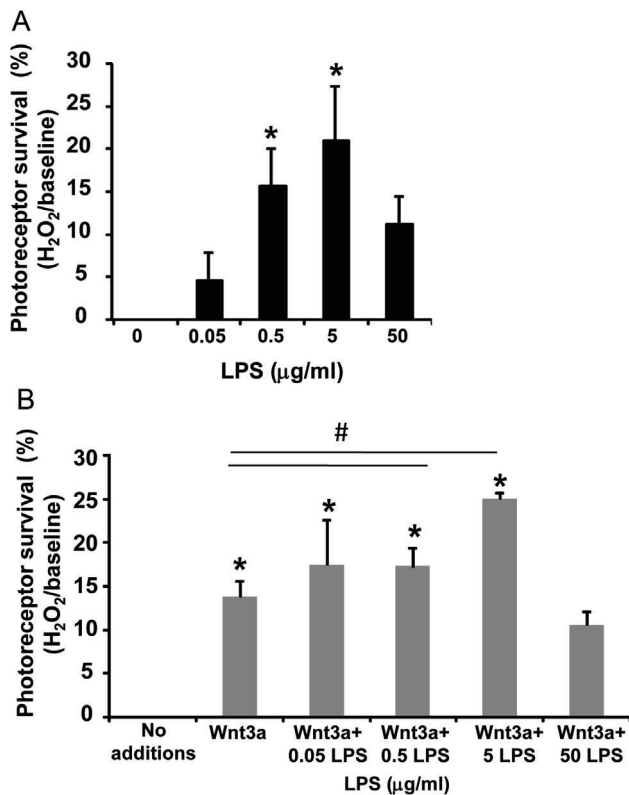 A
Photoreceptor survival (%)
(H₂O₂/baseline)
30
25
20
15
10
5
0
*
*
0 0.05 0.5 5 50
LPS (μg/ml)
B
Photoreceptor survival (%)
(H₂O₂/baseline)
30
25
20
15
10
5
0
#
*
*
*
*
No additions
Wnt3a
Wnt3a+ 0.05 LPS
Wnt3a+ 0.5 LPS
Wnt3a+ 5 LPS
Wnt3a+ 50 LPS
LPS (μg/ml)